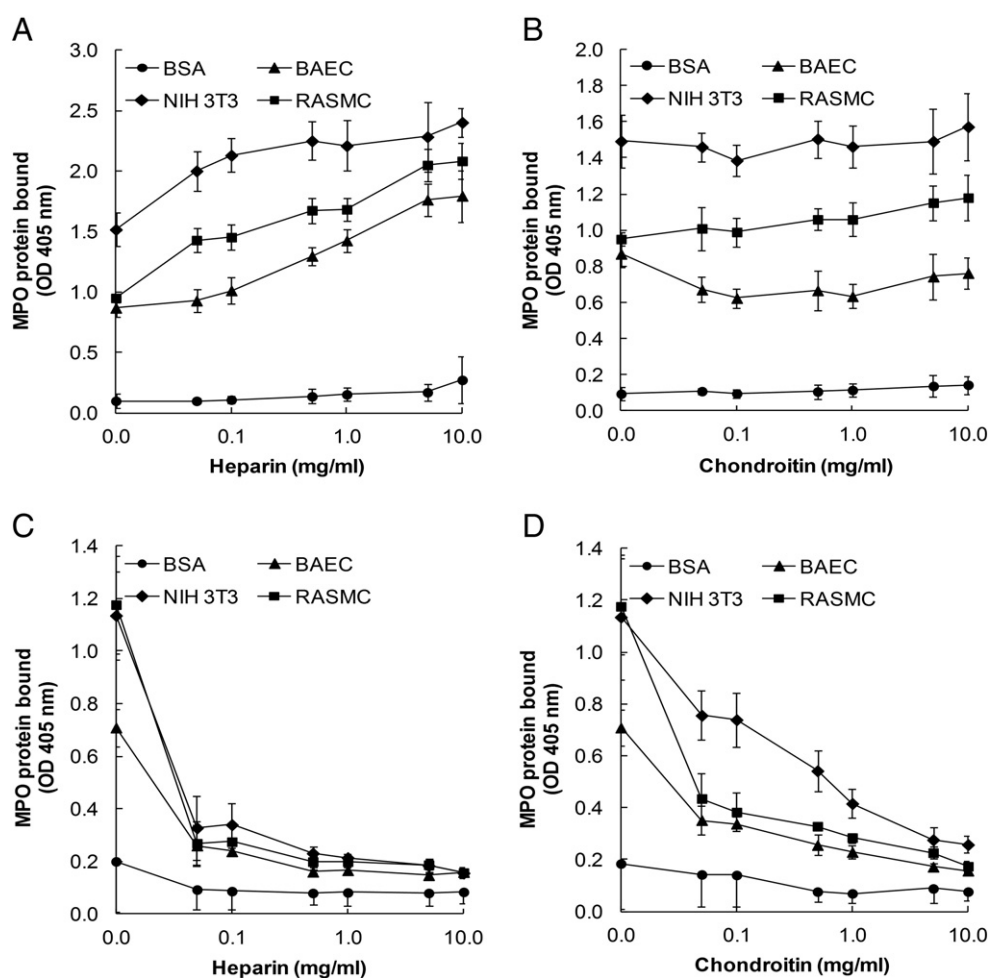 A
BSA
BAEC
NIH 3T3
RASMC
MPO protein bound
(OD 405 nm)
3.0
2.5
2.0
1.5
1.0
0.5
0.0
0.0
0.1
1.0
10.0
Heparin (mg/ml)
B
BSA
BAEC
NIH 3T3
RASMC
MPO protein bound
(OD 405 nm)
2.0
1.8
1.6
1.4
1.2
1.0
0.8
0.6
0.4
0.2
0.0
0.0
0.1
1.0
10.0
Chondroitin (mg/ml)
C
BSA
BAEC
NIH 3T3
RASMC
MPO protein bound
(OD 405 nm)
1.4
1.2
1.0
0.8
0.6
0.4
0.2
0.0
0.0
0.1
1.0
10.0
Heparin (mg/ml)
D
BSA
BAEC
NIH 3T3
RASMC
MPO protein bound
(OD 405 nm)
1.4
1.2
1.0
0.8
0.6
0.4
0.2
0.0
0.0
0.1
1.0
10.0
Chondroitin (mg/ml)